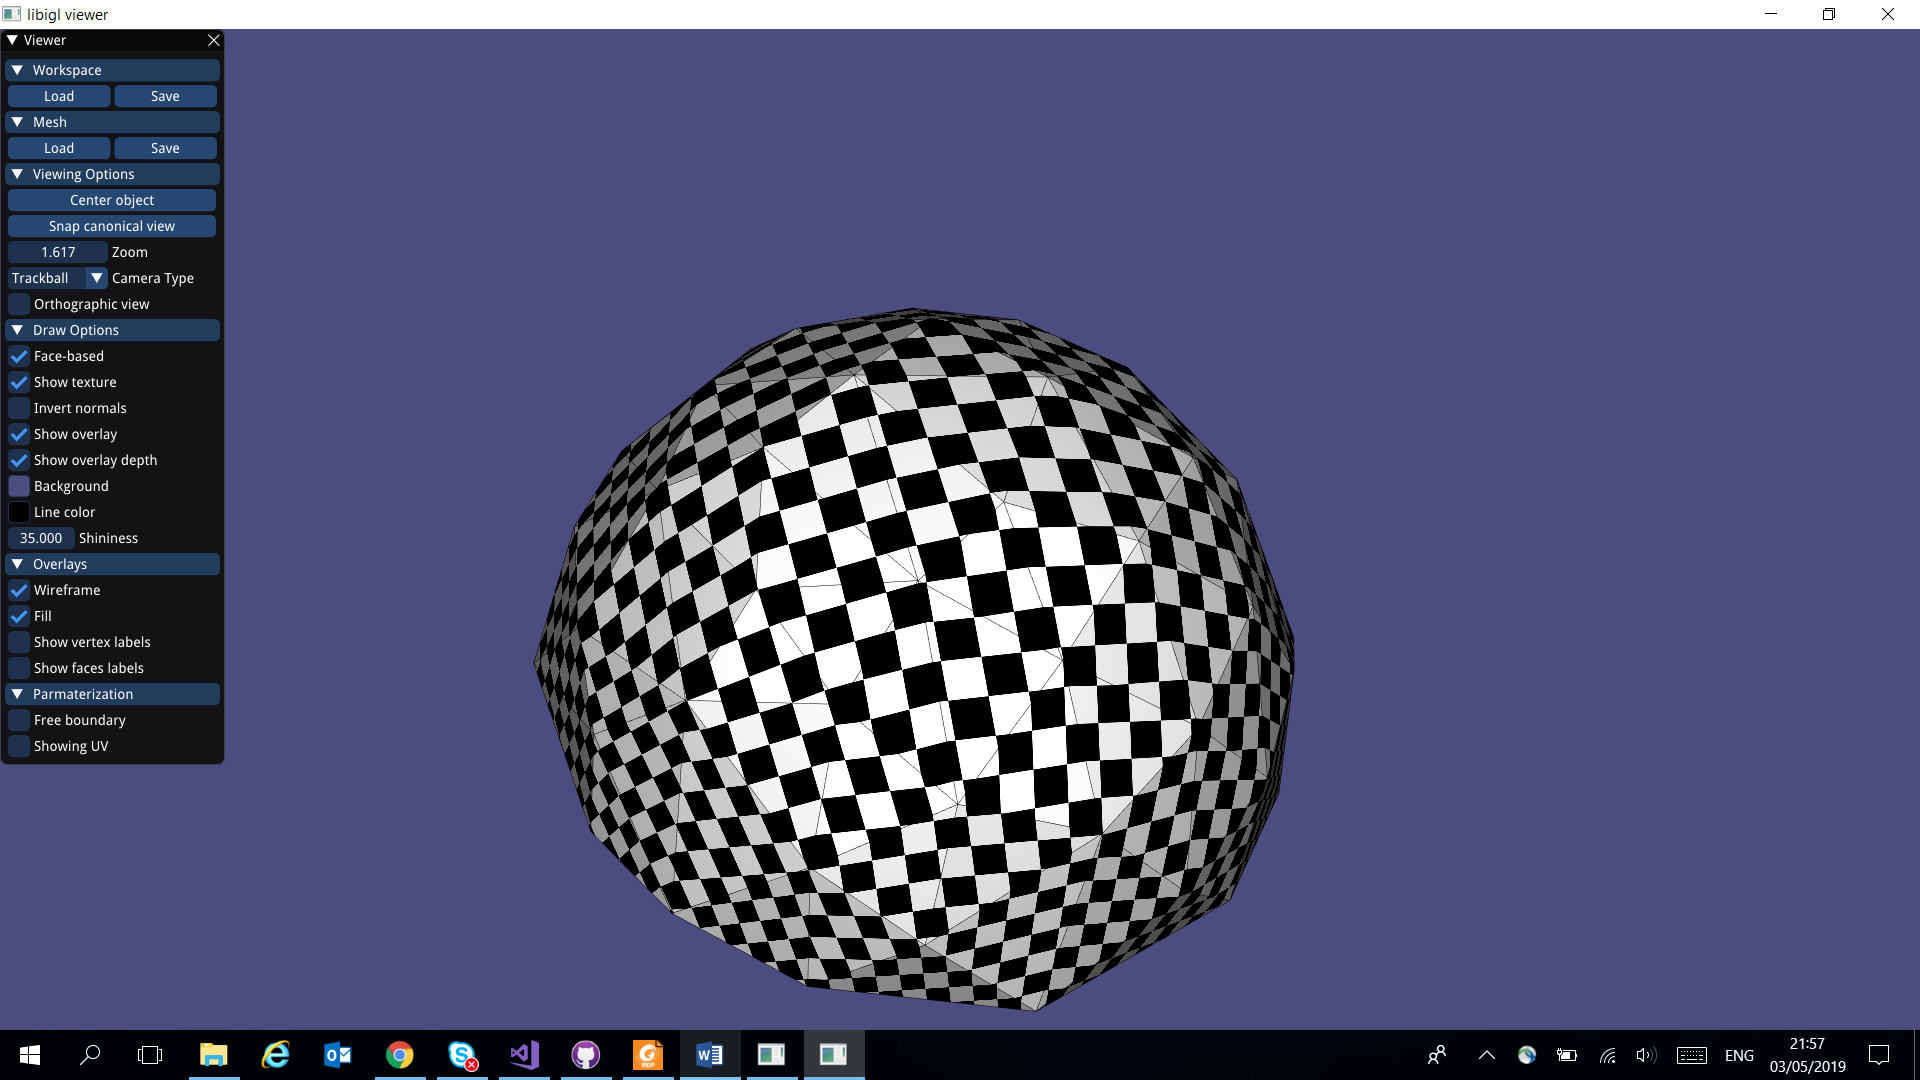 libigl viewer
Viewer
Workspace
Load Save
Mesh
Load Save
Viewing Options
Center object
Snap canonical view
1.617 Zoom
Trackball Camera Type
Orthographic view
Draw Options
Face-based
Show texture
Invert normals
Show overlay
Show overlay depth
Background
Line color
35.000 Shininess
Overlays
Wireframe
Fill
Show vertex labels
Show faces labels
Parmaterization
Free boundary
Showing UV
ENG
21:57
03/05/2019